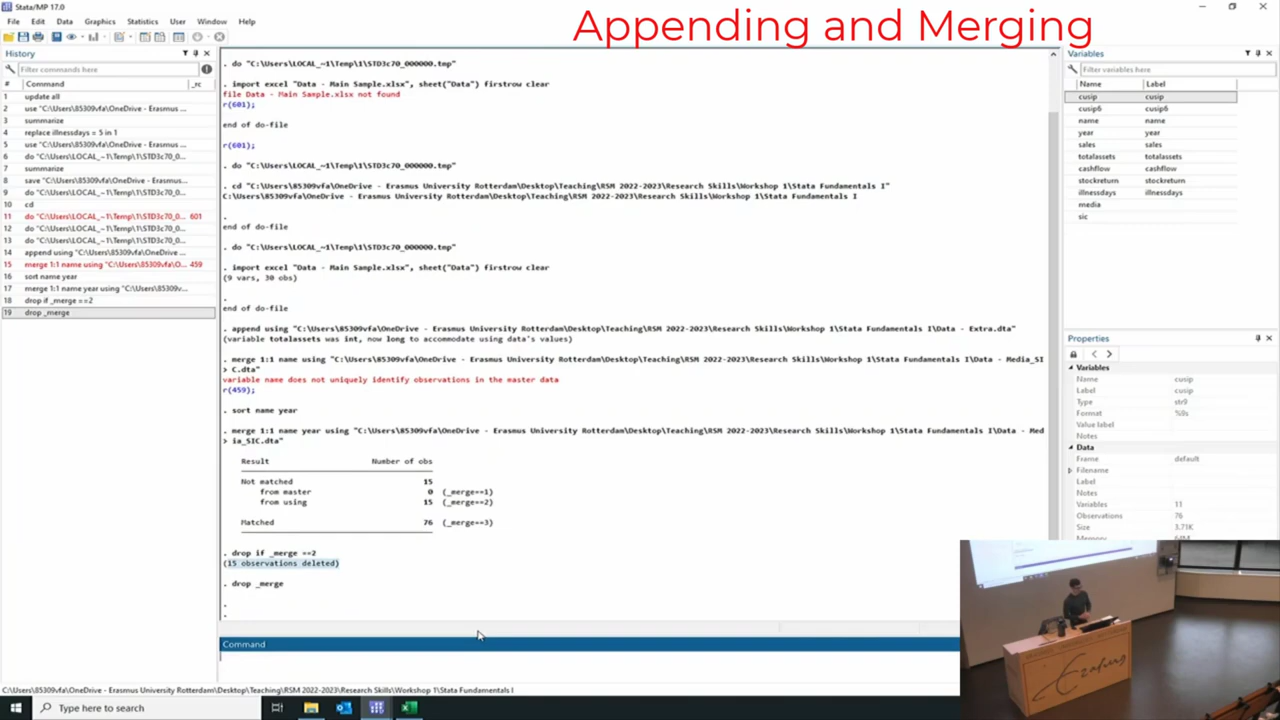 Stata/MP 17.0
Appending and Merging
File Edit Data Graphics Statistics User Window Help
History
Filter commands here
# Command _rc
1 update all
2 use "C:\Users\85309vfa\OneDrive - Erasmus ...
3 summarize
4 replace illnessdays = 5 in 1
5 use "C:\Users\85309vfa\OneDrive - Erasmus ...
6 do "C:\Users\LOCAL_~1\Temp\1\STD3c70_0...
7 summarize
8 save "C:\Users\85309vfa\OneDrive - Erasmus...
9 do "C:\Users\LOCAL_~1\Temp\1\STD3c70_0...
10 cd
11 do "C:\Users\LOCAL_~1\Temp\1\STD3c70_0... 601
12 do "C:\Users\LOCAL_~1\Temp\1\STD3c70_0...
13 do "C:\Users\LOCAL_~1\Temp\1\STD3c70_0...
14 append using "C:\Users\85309vfa\OneDrive ...
15 merge 1:1 name using "C:\Users\85309vfa\O... 459
16 sort name year
17 merge 1:1 name year using "C:\Users\85309v...
18 drop if _merge ==2
19 drop _merge
. do "C:\Users\LOCAL_~1\Temp\1\STD3c70_000000.tmp"
. import excel "Data - Main Sample.xlsx", sheet("Data") firstrow clear
file Data - Main Sample.xlsx not found
r(601);
end of do-file
r(601);
. do "C:\Users\LOCAL_~1\Temp\1\STD3c70_000000.tmp"
. cd "C:\Users\85309vfa\OneDrive - Erasmus University Rotterdam\Desktop\Teaching\RSM 2022-2023\Research Skills\Workshop 1\Stata Fundamentals I"
C:\Users\85309vfa\OneDrive - Erasmus University Rotterdam\Desktop\Teaching\RSM 2022-2023\Research Skills\Workshop 1\Stata Fundamentals I
.
end of do-file
. do "C:\Users\LOCAL_~1\Temp\1\STD3c70_000000.tmp"
. import excel "Data - Main Sample.xlsx", sheet("Data") firstrow clear
(9 vars, 30 obs)
.
end of do-file
. append using "C:\Users\85309vfa\OneDrive - Erasmus University Rotterdam\Desktop\Teaching\RSM 2022-2023\Research Skills\Workshop 1\Stata Fundamentals I\Data - Extra.dta"
(variable totalassets was int, now long to accommodate using data's values)
. merge 1:1 name using "C:\Users\85309vfa\OneDrive - Erasmus University Rotterdam\Desktop\Teaching\RSM 2022-2023\Research Skills\Workshop 1\Stata Fundamentals I\Data - Media_SI
> C.dta"
variable name does not uniquely identify observations in the master data
r(459);
. sort name year
. merge 1:1 name year using "C:\Users\85309vfa\OneDrive - Erasmus University Rotterdam\Desktop\Teaching\RSM 2022-2023\Research Skills\Workshop 1\Stata Fundamentals I\Data - Med
> ia_SIC.dta"
Result Number of obs
Not matched 15
from master 0 (_merge==1)
from using 15 (_merge==2)
Matched 76 (_merge==3)
. drop if _merge ==2
(15 observations deleted)
. drop _merge
.
.
Command
Variables
Filter variables here
Name Label
cusip cusip
cusip6 cusip6
name name
year year
sales sales
totalassets totalassets
cashflow cashflow
stockreturn stockreturn
illnessdays illnessdays
media
sic
Properties
Variables
Name cusip
Label cusip
Type str9
Format %9s
Value label
Notes
Data
Frame default
Filename
Label
Notes
Variables 11
Observations 76
Size 3.73K
Memory 64M
Erasmus
C:\Users\85309vfa\OneDrive - Erasmus University Rotterdam\Desktop\Teaching\RSM 2022-2023\Research Skills\Workshop 1\Stata Fundamentals I
Type here to search